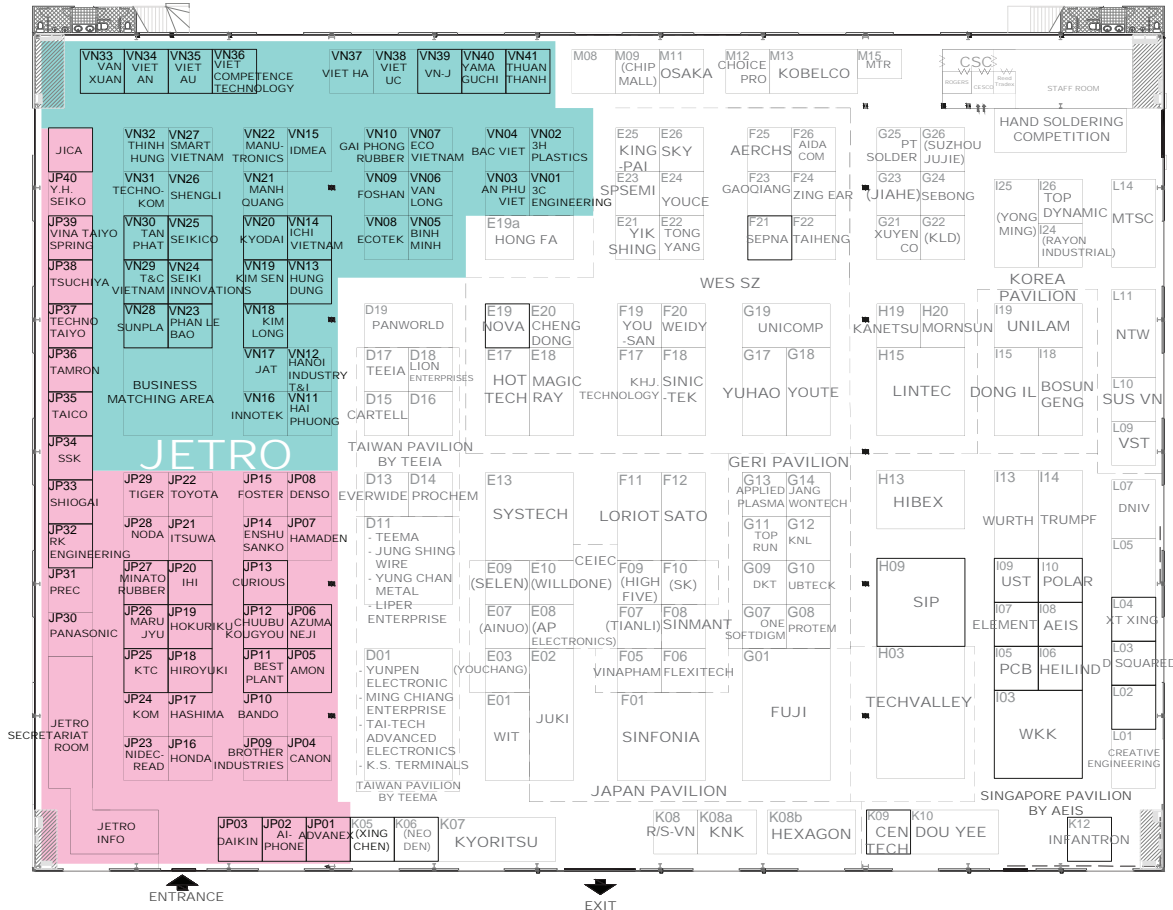 VN33
VAN
XUAN
VN34
VIET
AN
VN35
VIET
AU
VN36
VIET
COMPETENCE
TECHNOLOGY
VN37
VIET HA
VN38
VIET
UC
VN39
VN-J
VN40
YAMA
GUCHI
VN41
THUAN
THANH
M08
M09
(CHIP
MALL)
M11
OSAKA
M12
CHOICE
PRO
M13
KOBELCO
M15
MTR
CSC
ROGERS
CESCO
STAFF ROOM
HAND SOLDERING
COMPETITION
JICA
VN32
THINH
HUNG
VN27
SMART
VIETNAM
VN22
MANU-
TRONICS
VN15
IDMEA
VN10
GAI PHONG
RUBBER
VN07
ECO
VIETNAM
VN04
BAC VIET
VN02
3H
PLASTICS
E25
KING
-PAI
E26
SKY
F25
AERCHS
F26
AIDA
COM
G25
PT
SOLDER
G26
(SUZHOU
JUJIE)
JP40
Y.H.
SEIKO
VN31
TECHNO-
KOM
VN26
SHENGLI
VN21
MANH
QUANG
VN09
FOSHAN
VN06
VAN
LONG
VN03
AN PHU
VIET
VN01
3C
ENGINEERING
E23
SPSEMI
E24
YOUCE
F23
GAOQIANG
F24
ZING EAR
G23
(JIAHE)
G24
SEBONG
I25
(YONG
MING)
I26
TOP
DYNAMIC
I24
(RAYON
INDUSTRIAL)
L14
MTSC
JP39
VINA TAIYO
SPRING
VN30
TAN
PHAT
VN25
SEIKICO
VN20
KYODAI
VN14
ICHI
VIETNAM
VN08
ECOTEK
VN05
BINH
MINH
E19a
HONG FA
E21
YIK
SHING
E22
TONG
YANG
F21
SEPNA
F22
TAIHENG
G21
XUYEN
CO
G22
(KLD)
JP38
TSUCHIYA
VN29
T&C
VIETNAM
VN24
SEIKI
INNOVATIONS
VN19
KIM SEN
VN13
HUNG
DUNG
WES SZ
KOREA
PAVILION
JP37
TECHNO
TAIYO
VN28
SUNPLA
VN23
PHAN LE
BAO
VN18
KIM
LONG
D19
PANWORLD
E19
NOVA
E20
CHENG
DONG
F19
YOU
-SAN
F20
WEIDY
G19
UNICOMP
H19
KANETSU
H20
MORNSUN
I19
UNILAM
L11
NTW
JP36
TAMRON
BUSINESS
MATCHING AREA
VN17
JAT
VN12
HANOI
INDUSTRY
T&I
D17
TEEIA
D18
LION
ENTERPRISES
E17
HOT
TECH
E18
MAGIC
RAY
F17
KHJ.
TECHNOLOGY
F18
SINIC
-TEK
G17
YUHAO
G18
YOUTE
H15
LINTEC
I15
DONG IL
I18
BOSUN
GENG
L10
SUS VN
JP35
TAICO
VN16
INNOTEK
VN11
HAI
PHUONG
D15
CARTELL
D16
L09
VST
JP34
SSK
JETRO
TAIWAN PAVILION
BY TEEIA
GERI PAVILION
JP33
SHIOGAI
JP29
TIGER
JP22
TOYOTA
JP15
FOSTER
JP08
DENSO
D13
EVERWIDE
D14
PROCHEM
E13
SYSTECH
F11
LORIOT
F12
SATO
G13
APPLIED
PLASMA
G14
JANG
WONTECH
H13
HIBEX
I13
WURTH
I14
TRUMPF
L07
DNIV
JP32
RK
ENGINEERING
JP28
NODA
JP21
ITSUWA
JP14
ENSHU
SANKO
JP07
HAMADEN
D11
- TEEMA
- JUNG SHING
WIRE
- YUNG CHAN
METAL
- LIPER
ENTERPRISE
G11
TOP
RUN
G12
KNL
L05
CEIEC
JP31
PREC
JP27
MINATO
RUBBER
JP20
IHI
JP13
CURIOUS
E09
(SELEN)
E10
(WILLDONE)
F09
(HIGH
FIVE)
F10
(SK)
G09
DKT
G10
UBTECK
H09
SIP
I09
UST
I10
POLAR
JP30
PANASONIC
JP26
MARU
JYU
JP19
HOKURIKU
JP12
CHUUBU
KOUGYOU
JP06
AZUMA
NEJI
E07
(AINUO)
E08
(AP
ELECTRONICS)
F07
(TIANLI)
F08
SINMANT
G07
ONE
SOFTDIGM
G08
PROTEM
I07
ELEMENT
I08
AEIS
L04
XT XING
JP25
KTC
JP18
HIROYUKI
JP11
BEST
PLANT
JP05
AMON
D01
- YUNPEN
ELECTRONIC
- MING CHIANG
ENTERPRISE
- TAI-TECH
ADVANCED
ELECTRONICS
- K.S. TERMINALS
E03
(YOUCHANG)
E02
JUKI
F05
VINAPHAM
F06
FLEXITECH
G01
FUJI
H03
TECHVALLEY
I05
PCB
I06
HEILIND
L03
D SQUARED
JETRO
SECRETARIAT
ROOM
JP24
KOM
JP17
HASHIMA
JP10
BANDO
E01
WIT
F01
SINFONIA
I03
WKK
L02
JP23
NIDEC-
READ
JP16
HONDA
JP09
BROTHER
INDUSTRIES
JP04
CANON
L01
CREATIVE
ENGINEERING
TAIWAN PAVILION
BY TEEMA
JAPAN PAVILION
SINGAPORE PAVILION
BY AEIS
JETRO
INFO
JP03
DAIKIN
JP02
AI-
PHONE
JP01
ADVANEX
K05
(XING
CHEN)
K06
(NEO
DEN)
K07
KYORITSU
K08
R/S-VN
K08a
KNK
K08b
HEXAGON
K09
CEN
TECH
K10
DOU YEE
K12
INFANTRON
ENTRANCE
EXIT